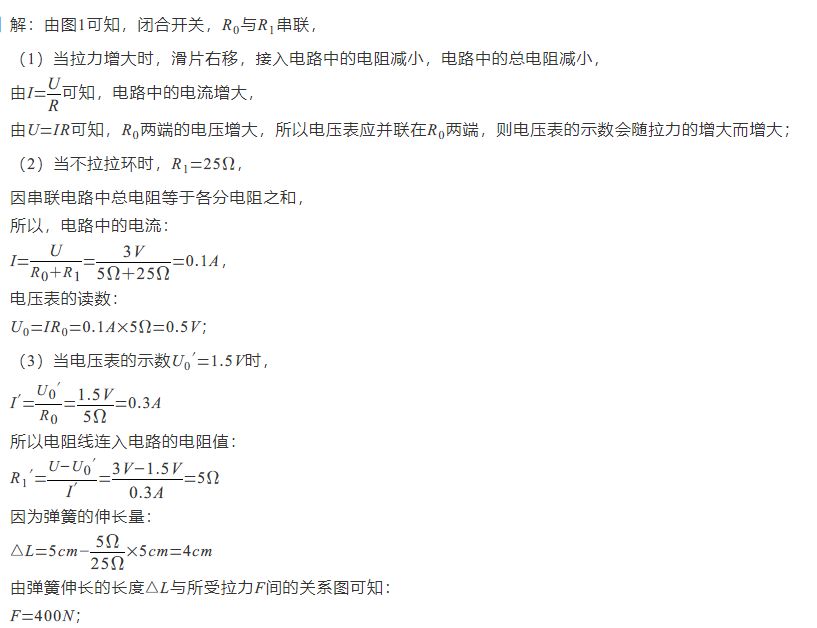 解：由图1可知，闭合开关，R₀与R₁串联，
（1）当拉力增大时，滑片右移，接入电路中的电阻减小，电路中的总电阻减小，
由I=U/R可知，电路中的电流增大，
由U=IR可知，R₀两端的电压增大，所以电压表应并联在R₀两端，则电压表的示数会随拉力的增大而增大；
（2）当不拉拉环时，R₁=25Ω，
因串联电路中总电阻等于各分电阻之和，
所以，电路中的电流：
I=U/(R₀+R₁)=3V/(5Ω+25Ω)=0.1A，
电压表的读数：
U₀=IR₀=0.1A×5Ω=0.5V；
（3）当电压表的示数U₀′=1.5V时，
I′=U₀′/R₀=1.5V/5Ω=0.3A
所以电阻线连入电路的电阻值：
R₁′=(U−U₀′)/I′=(3V−1.5V)/0.3A=5Ω
因为弹簧的伸长量：
△L=5cm−5Ω/25Ω×5cm=4cm
由弹簧伸长的长度△L与所受拉力F间的关系图可知：
F=400N；